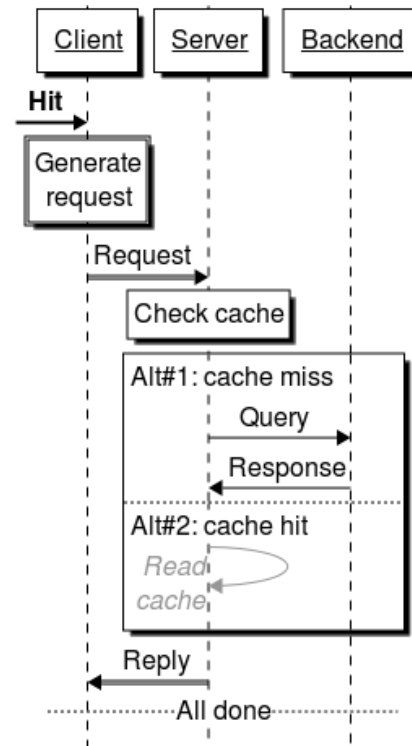 Client Server Backend
Hit
Generate
request
Request
Check cache
Alt#1: cache miss
Query
Response
Alt#2: cache hit
Read
cache
Reply
All done